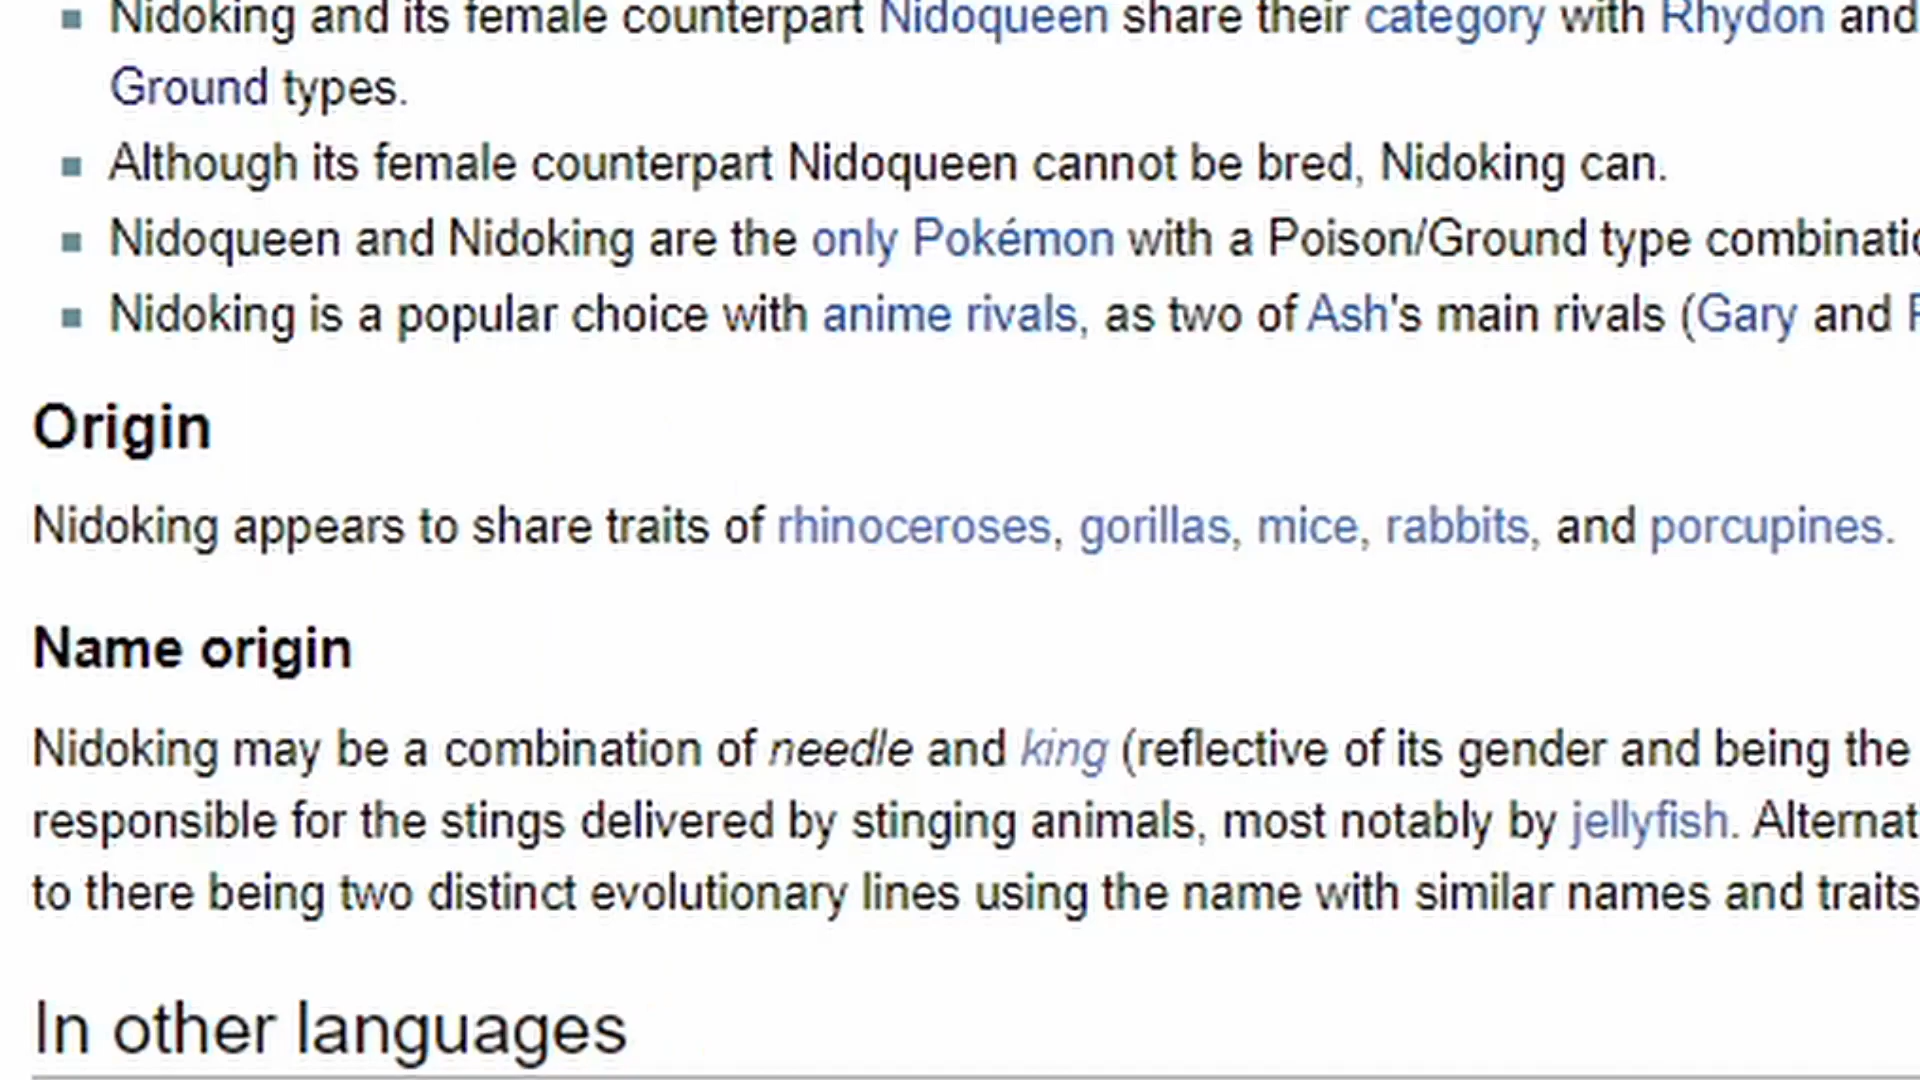 Nidoking and its female counterpart Nidoqueen share their category with Rhydon and
Ground types.
Although its female counterpart Nidoqueen cannot be bred, Nidoking can.
Nidoqueen and Nidoking are the only Pokémon with a Poison/Ground type combinatio
Nidoking is a popular choice with anime rivals, as two of Ash's main rivals (Gary and
Origin
Nidoking appears to share traits of rhinoceroses, gorillas, mice, rabbits, and porcupines.
Name origin
Nidoking may be a combination of needle and king (reflective of its gender and being the
responsible for the stings delivered by stinging animals, most notably by jellyfish. Alternat
to there being two distinct evolutionary lines using the name with similar names and traits
In other languages